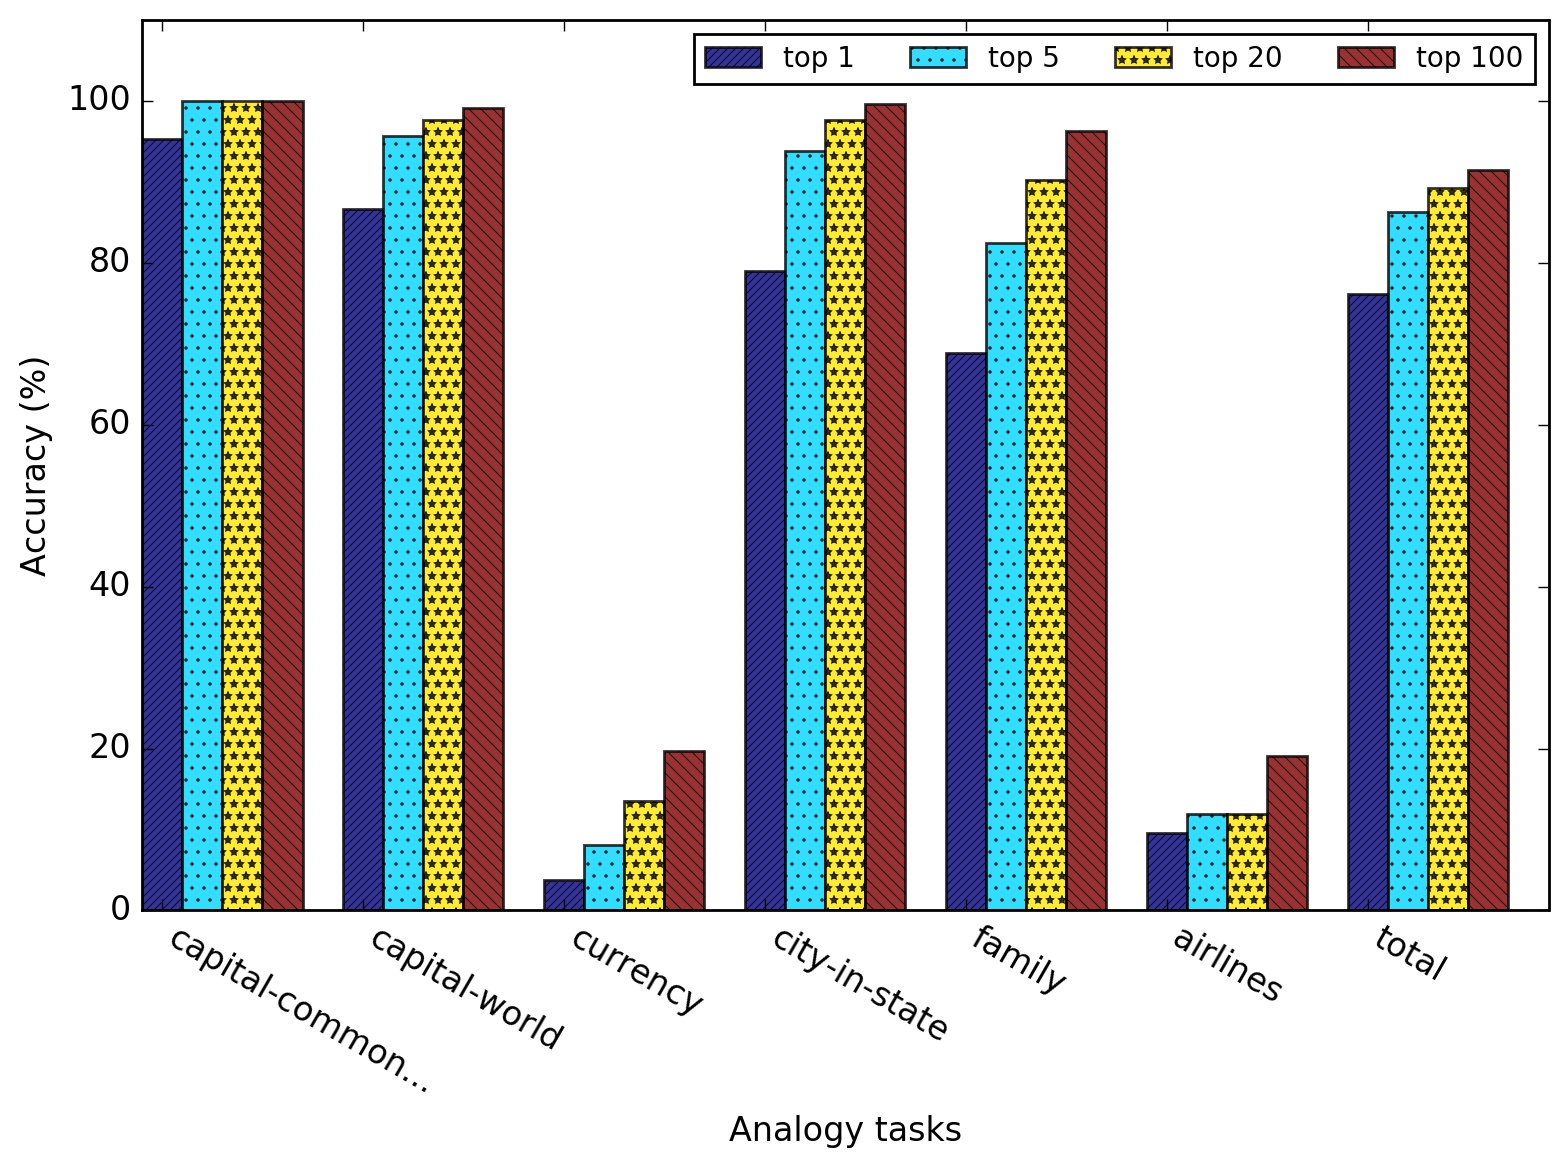 top 1 top 5 top 20 top 100
100
80
60
40
20
0
Accuracy (%)
capital-common...
capital-world
currency
city-in-state
family
airlines
total
Analogy tasks